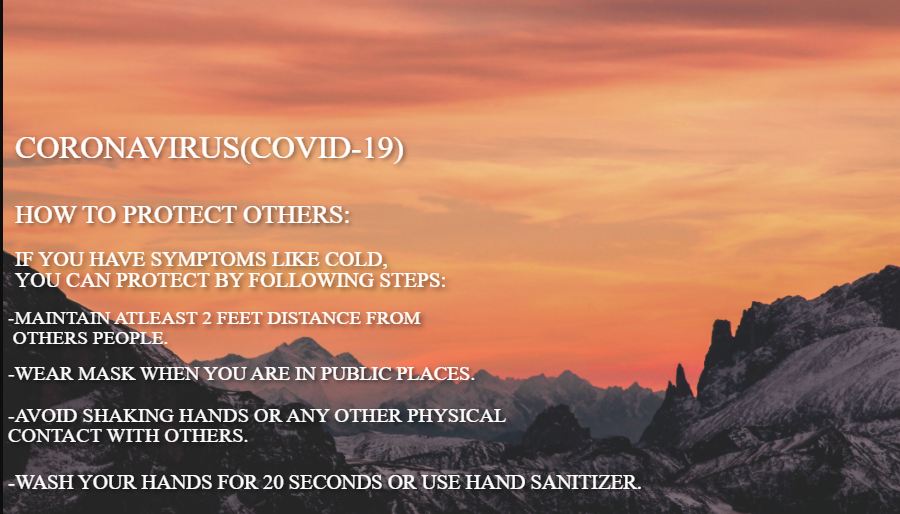 CORONAVIRUS(COVID-19)
HOW TO PROTECT OTHERS:
IF YOU HAVE SYMPTOMS LIKE COLD,
YOU CAN PROTECT BY FOLLOWING STEPS:
-MAINTAIN ATLEAST 2 FEET DISTANCE FROM
OTHERS PEOPLE.
-WEAR MASK WHEN YOU ARE IN PUBLIC PLACES.
-AVOID SHAKING HANDS OR ANY OTHER PHYSICAL
CONTACT WITH OTHERS.
-WASH YOUR HANDS FOR 20 SECONDS OR USE HAND SANITIZER.